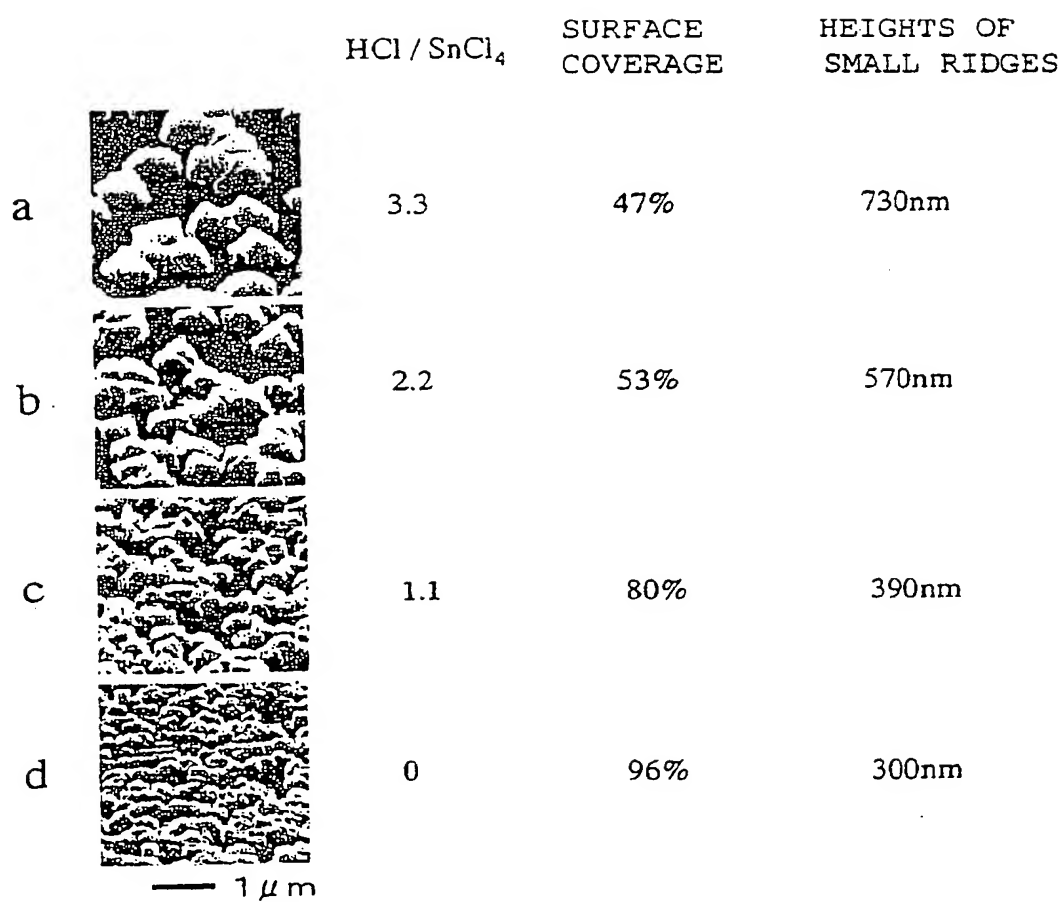 HCl / SnCl₄ SURFACE COVERAGE HEIGHTS OF SMALL RIDGES
a 3.3 47% 730nm
b 2.2 53% 570nm
c 1.1 80% 390nm
d 0 96% 300nm
1 μm